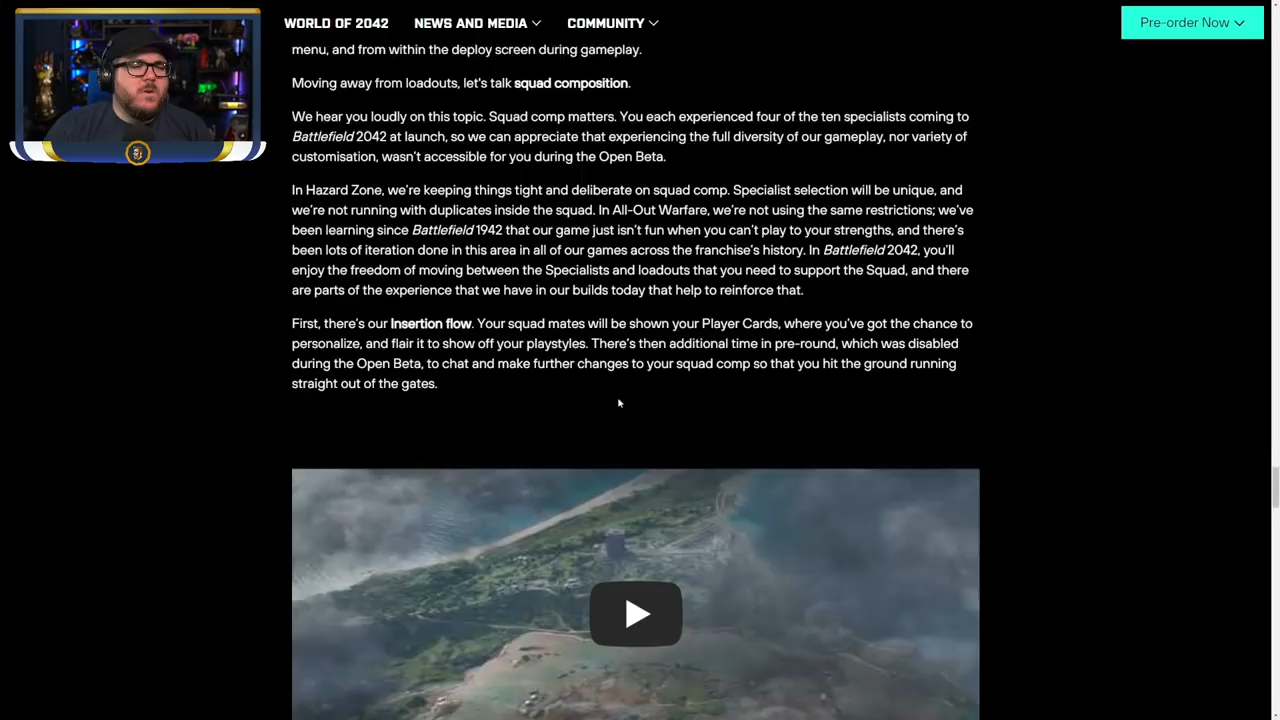 WORLD OF 2042 NEWS AND MEDIA COMMUNITY Pre-order Now
menu, and from within the deploy screen during gameplay.
Moving away from loadouts, let's talk squad composition.
We hear you loudly on this topic. Squad comp matters. You each experienced four of the ten specialists coming to
Battlefield 2042 at launch, so we can appreciate that experiencing the full diversity of our gameplay, nor variety of
customisation, wasn't accessible for you during the Open Beta.
In Hazard Zone, we're keeping things tight and deliberate on squad comp. Specialist selection will be unique, and
we're not running with duplicates inside the squad. In All-Out Warfare, we're not using the same restrictions; we've
been learning since Battlefield 1942 that our game just isn't fun when you can't play to your strengths, and there's
been lots of iteration done in this area in all of our games across the franchise's history. In Battlefield 2042, you'll
enjoy the freedom of moving between the Specialists and loadouts that you need to support the Squad, and there
are parts of the experience that we have in our builds today that help to reinforce that.
First, there's our Insertion flow. Your squad mates will be shown your Player Cards, where you've got the chance to
personalize, and flair it to show off your playstyles. There's then additional time in pre-round, which was disabled
during the Open Beta, to chat and make further changes to your squad comp so that you hit the ground running
straight out of the gates.